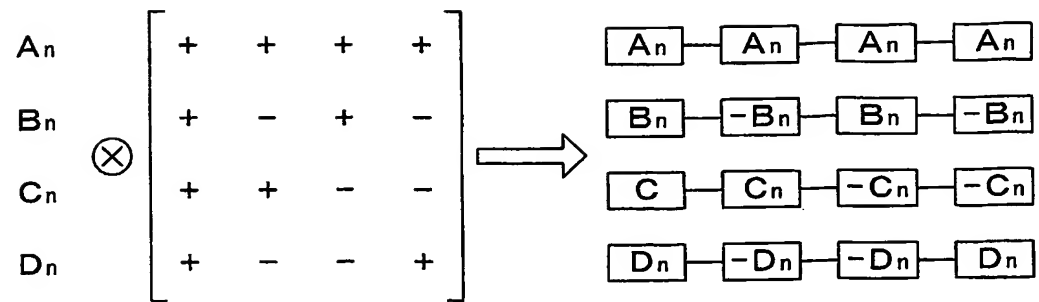 An + + + + An An An An
Bn + - + - Bn -Bn Bn -Bn
⊗
Cn + + - - C Cn -Cn -Cn
Dn + - - + Dn -Dn -Dn Dn